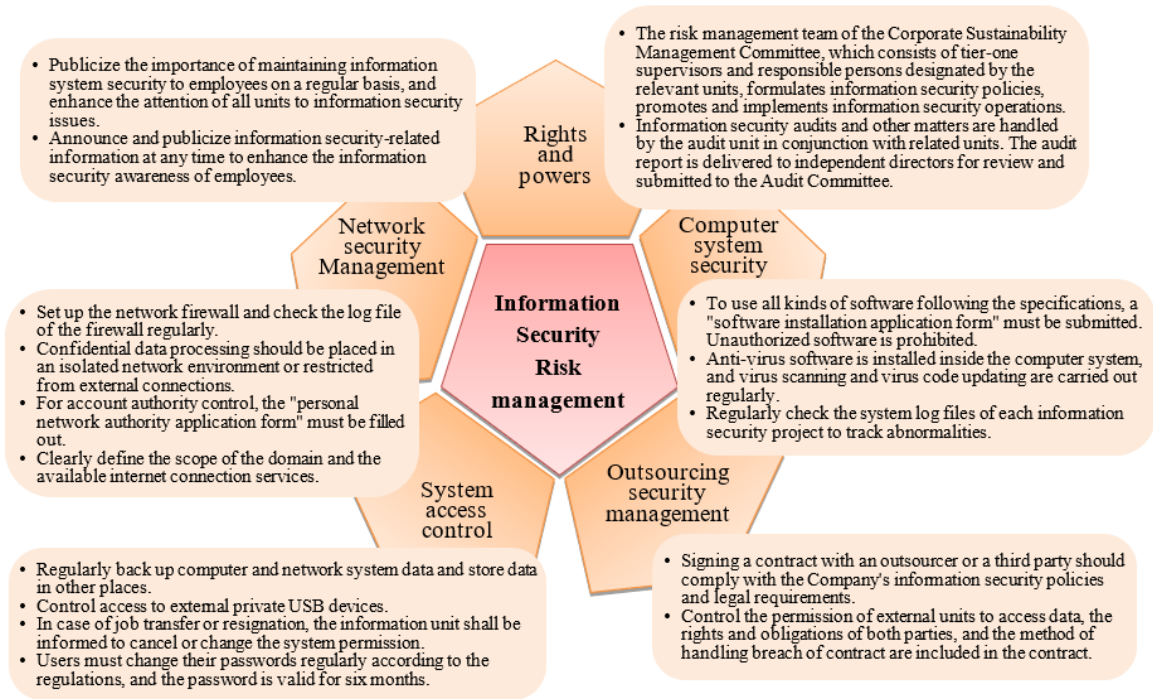 • Publicize the importance of maintaining information
system security to employees on a regular basis, and
enhance the attention of all units to information security
issues.
• Announce and publicize information security-related
information at any time to enhance the information
security awareness of employees.
Rights
and
powers
• The risk management team of the Corporate Sustainability
Management Committee, which consists of tier-one
supervisors and responsible persons designated by the
relevant units, formulates information security policies,
promotes and implements information security operations.
• Information security audits and other matters are handled
by the audit unit in conjunction with related units. The audit
report is delivered to independent directors for review and
submitted to the Audit Committee.
Network
security
Management
Computer
system
security
Information
Security
Risk
management
• Set up the network firewall and check the log file
of the firewall regularly.
• Confidential data processing should be placed in
an isolated network environment or restricted
from external connections.
• For account authority control, the "personal
network authority application form" must be filled
out.
• Clearly define the scope of the domain and the
available internet connection services.
• To use all kinds of software following the specifications, a
"software installation application form" must be submitted.
Unauthorized software is prohibited.
• Anti-virus software is installed inside the computer system,
and virus scanning and virus code updating are carried out
regularly.
• Regularly check the system log files of each information
security project to track abnormalities.
System
access
control
Outsourcing
security
management
• Regularly back up computer and network system data and store data
in other places.
• Control access to external private USB devices.
• In case of job transfer or resignation, the information unit shall be
informed to cancel or change the system permission.
• Users must change their passwords regularly according to the
regulations, and the password is valid for six months.
• Signing a contract with an outsourcer or a third party should
comply with the Company's information security policies
and legal requirements.
• Control the permission of external units to access data, the
rights and obligations of both parties, and the method of
handling breach of contract are included in the contract.